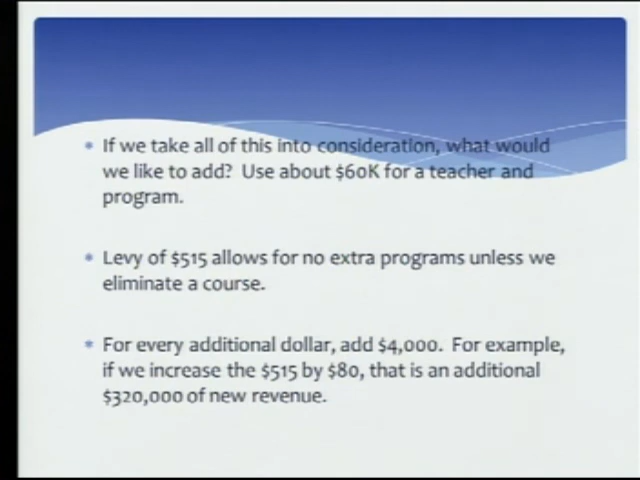 If we take all of this into consideration, what would
we like to add? Use about $60K for a teacher and
program.
Levy of $515 allows for no extra programs unless we
eliminate a course.
For every additional dollar, add $4,000. For example,
if we increase the $515 by $80, that is an additional
$320,000 of new revenue.